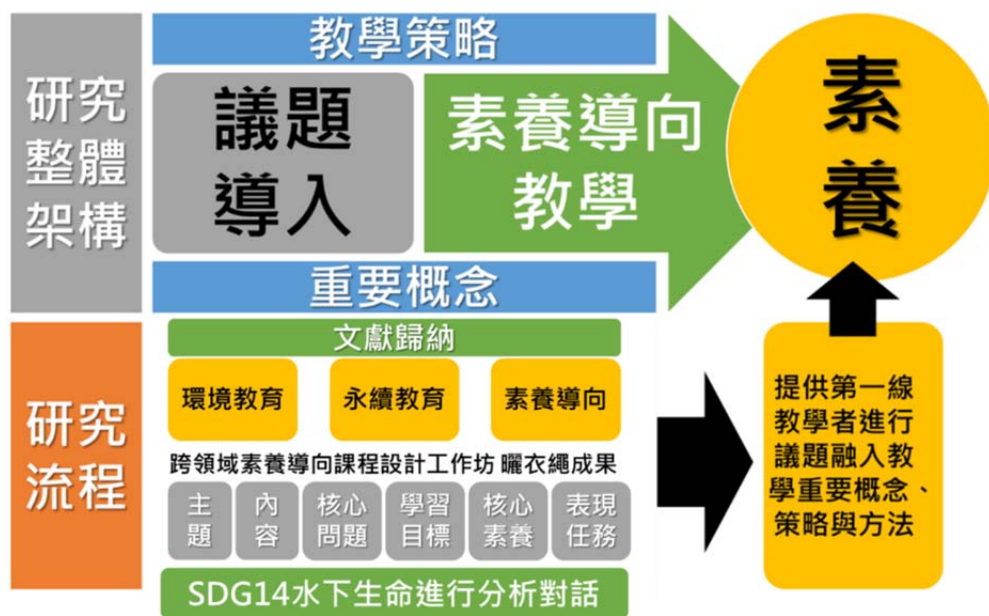 研究
整體
架構
教學策略
議題
導入
素養導向
教學
重要概念
素
養
研究
流程
文獻歸納
環境教育
永續教育
素養導向
跨領域素養導向課程設計工作坊 曬衣繩成果
主
題
內
容
核心
問題
學習
目標
核心
素養
表現
任務
SDG14水下生命進行分析對話
提供第一線
教學者進行
議題融入教
學重要概念、
策略與方法